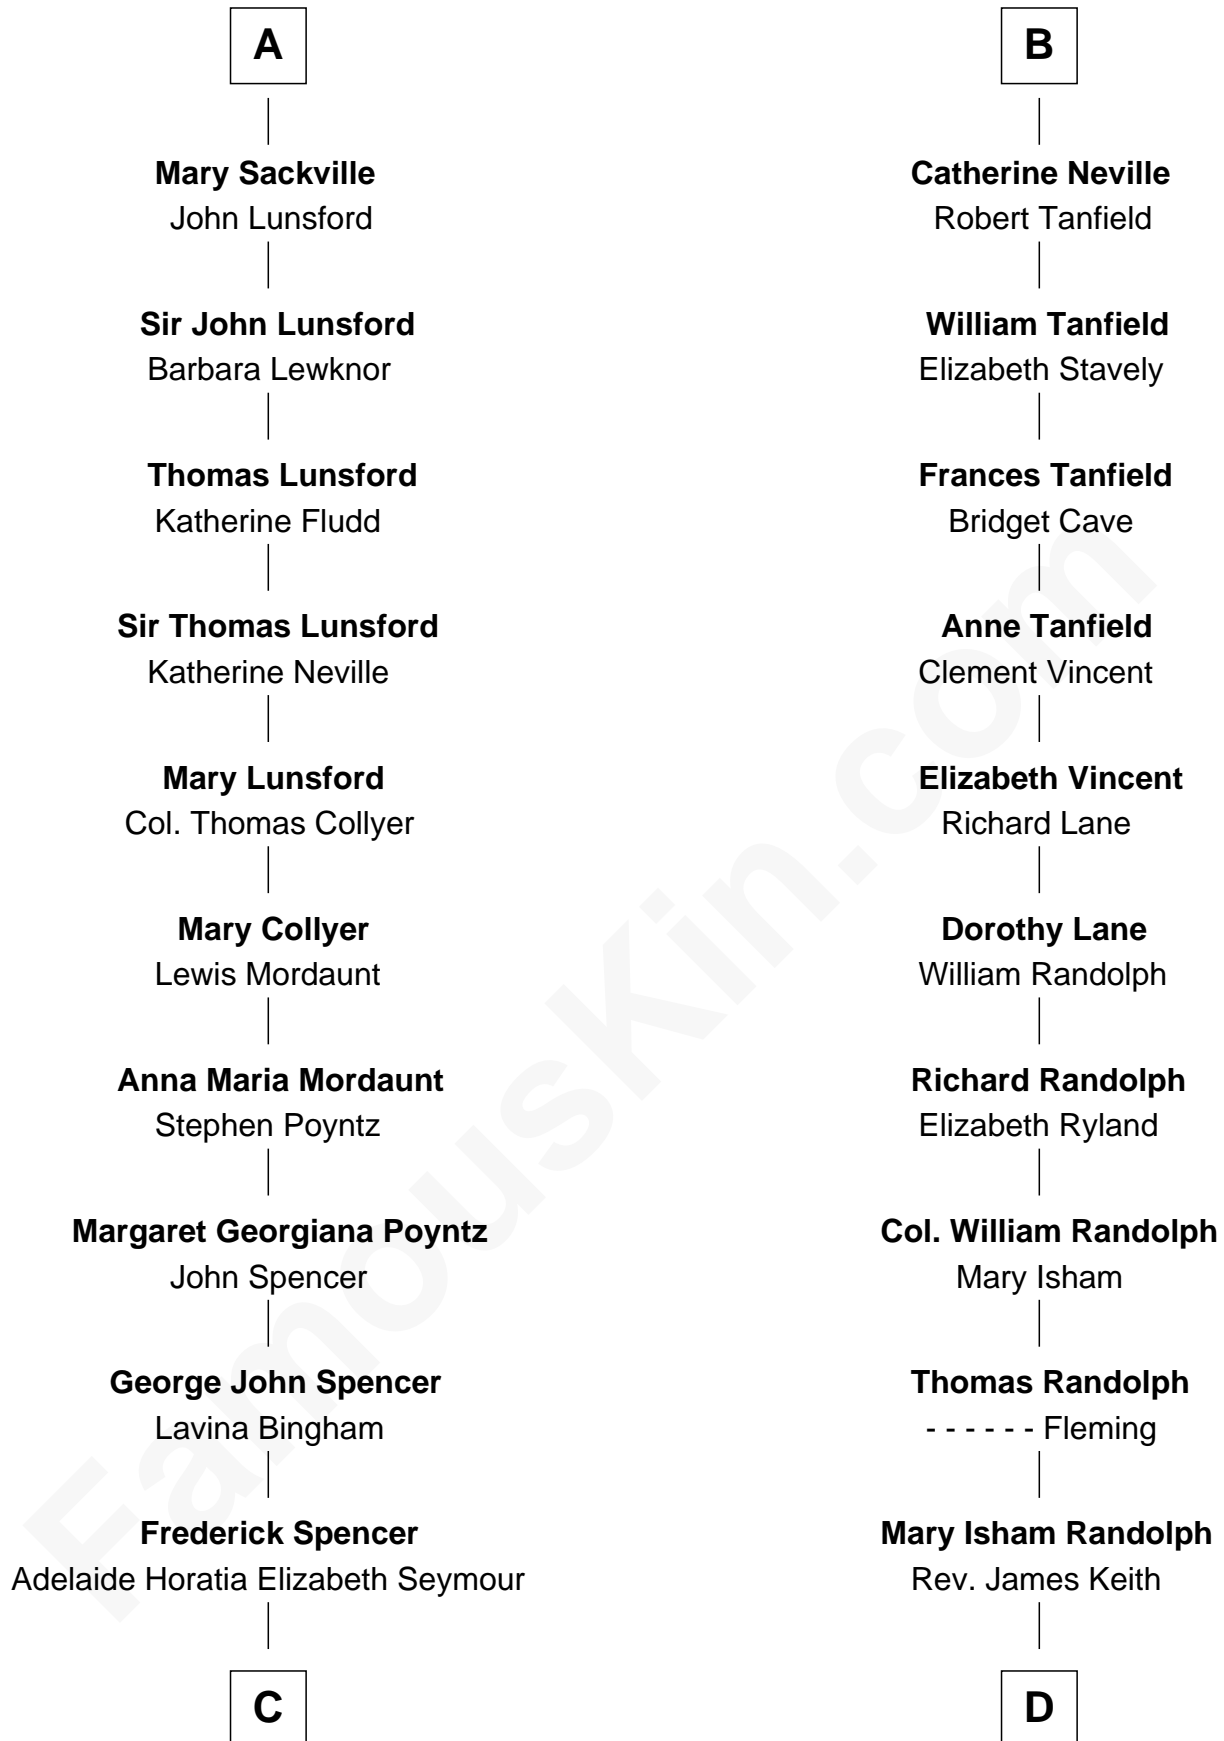 A
Mary Sackville
John Lunsford
Sir John Lunsford
Barbara Lewknor
Thomas Lunsford
Katherine Fludd
Sir Thomas Lunsford
Katherine Neville
Mary Lunsford
Col. Thomas Collyer
Mary Collyer
Lewis Mordaunt
Anna Maria Mordaunt
Stephen Poyntz
Margaret Georgiana Poyntz
John Spencer
George John Spencer
Lavina Bingham
Frederick Spencer
Adelaide Horatia Elizabeth Seymour
C
B
Catherine Neville
Robert Tanfield
William Tanfield
Elizabeth Stavely
Frances Tanfield
Bridget Cave
Anne Tanfield
Clement Vincent
Elizabeth Vincent
Richard Lane
Dorothy Lane
William Randolph
Richard Randolph
Elizabeth Ryland
Col. William Randolph
Mary Isham
Thomas Randolph
- - - - - - Fleming
Mary Isham Randolph
Rev. James Keith
D
FamousKin.com